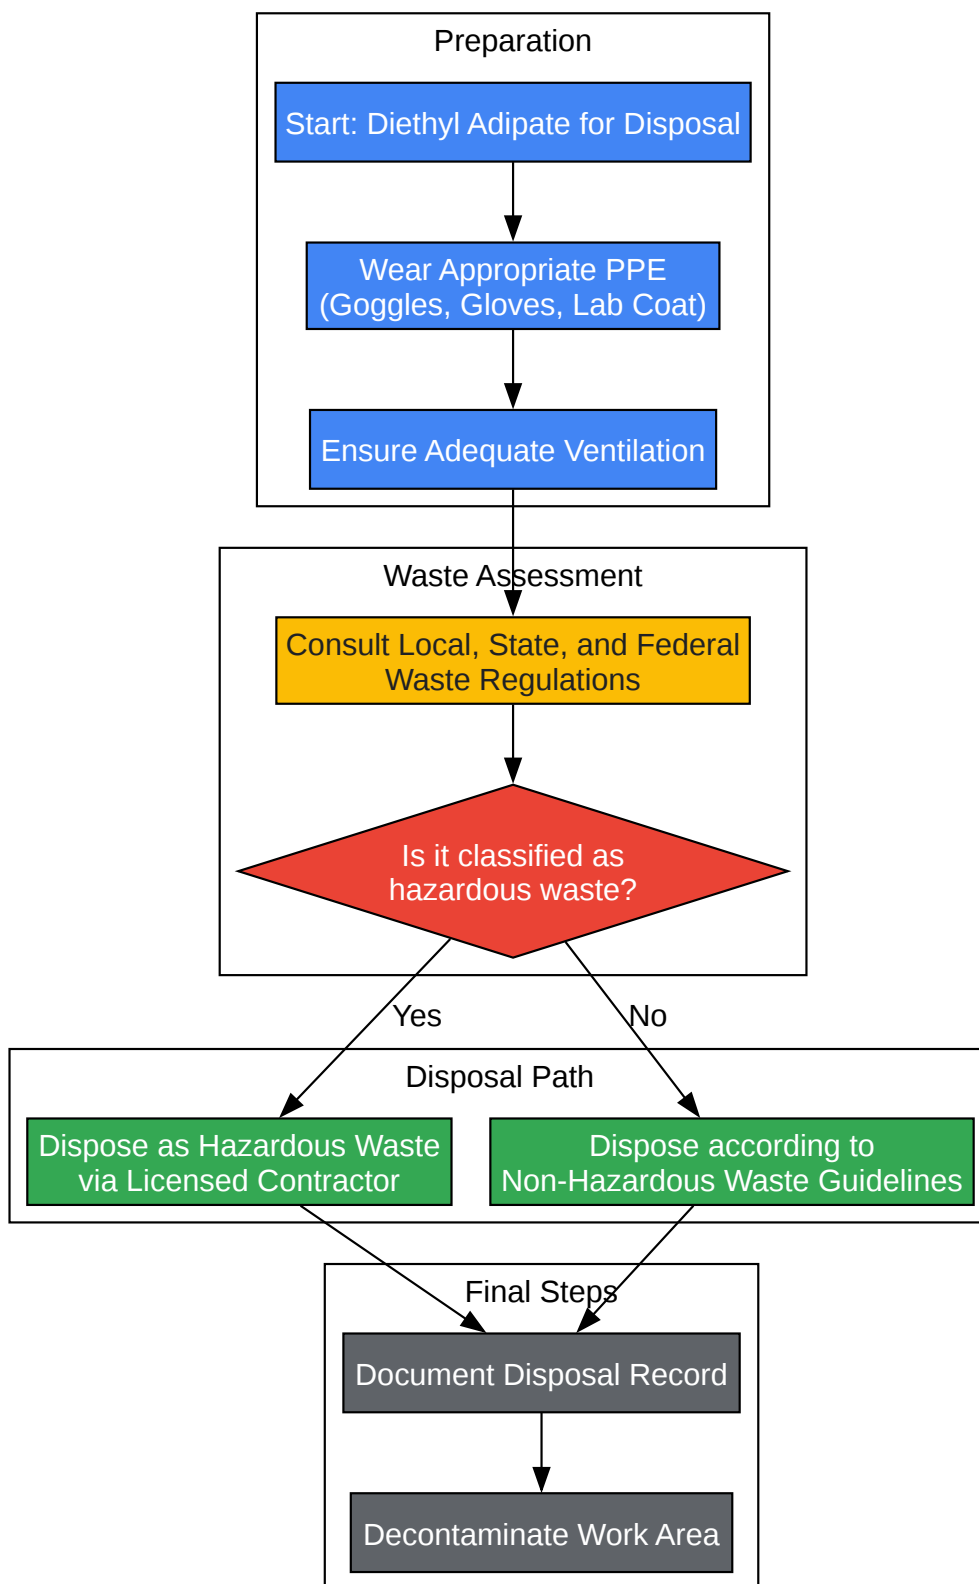 Preparation
Start: Diethyl Adipate for Disposal
Wear Appropriate PPE
(Goggles, Gloves, Lab Coat)
Ensure Adequate Ventilation
Waste Assessment
Consult Local, State, and Federal
Waste Regulations
Is it classified as
hazardous waste?
Yes
No
Disposal Path
Dispose as Hazardous Waste
via Licensed Contractor
Dispose according to
Non-Hazardous Waste Guidelines
Final Steps
Document Disposal Record
Decontaminate Work Area